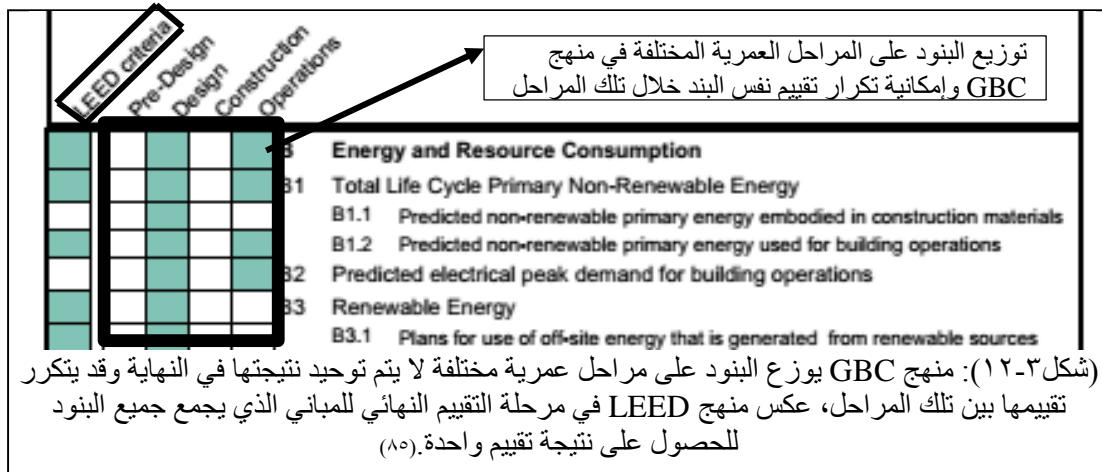 LEED criteria
Pre-Design
Design
Construction
Operations
توزيع البنود على المراحل العمرية المختلفة في منهج
GBC وإمكانية تكرار تقييم نفس البند خلال تلك المراحل
B Energy and Resource Consumption
B1 Total Life Cycle Primary Non-Renewable Energy
B1.1 Predicted non-renewable primary energy embodied in construction materials
B1.2 Predicted non-renewable primary energy used for building operations
B2 Predicted electrical peak demand for building operations
B3 Renewable Energy
B3.1 Plans for use of off-site energy that is generated from renewable sources
(شكل٣-١٢): منهج GBC يوزع البنود على مراحل عمرية مختلفة لا يتم توحيد نتيجتها في النهاية وقد يتكرر
تقييمها بين تلك المراحل، عكس منهج LEED في مرحلة التقييم النهائي للمباني الذي يجمع جميع البنود
للحصول على نتيجة تقييم واحدة.(٨٥)